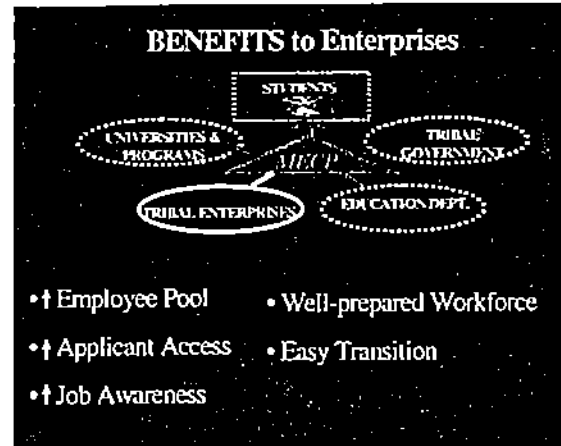 BENEFITS to Enterprises
STUDENTS
UNIVERSITIES &
PROGRAMS
TRIBAL
GOVERNMENT
MECP
TRIBAL ENTERPRISES
EDUCATION DEPT.
•↑ Employee Pool
•↑ Applicant Access
•↑ Job Awareness
• Well-prepared Workforce
• Easy Transition